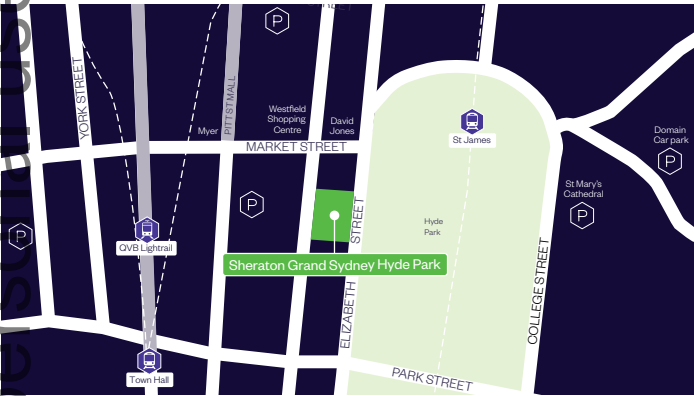 STREET
P
YORK STREET
PITT ST MALL
Westfield
Shopping
Centre
David
Jones
Myer
MARKET STREET
St James
Domain
Car park
P
St Mary's
Cathedral
P
P
P
Hyde
Park
QVB Lightrail
Sheraton Grand Sydney Hyde Park
ELIZABETH STREET
COLLEGE STREET
Town Hall
PARK STREET